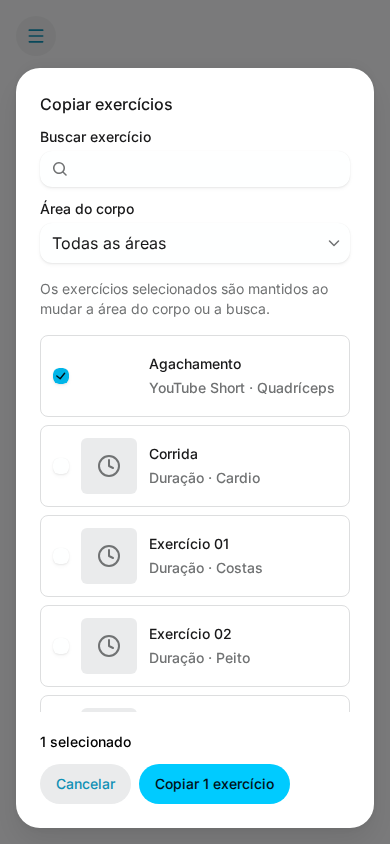 Copiar exercícios
Buscar exercício
Área do corpo
Todas as áreas
Os exercícios selecionados são mantidos ao
mudar a área do corpo ou a busca.
Agachamento
YouTube Short · Quadríceps
Corrida
Duração · Cardio
Exercício 01
Duração · Costas
Exercício 02
Duração · Peito
1 selecionado
Cancelar
Copiar 1 exercício